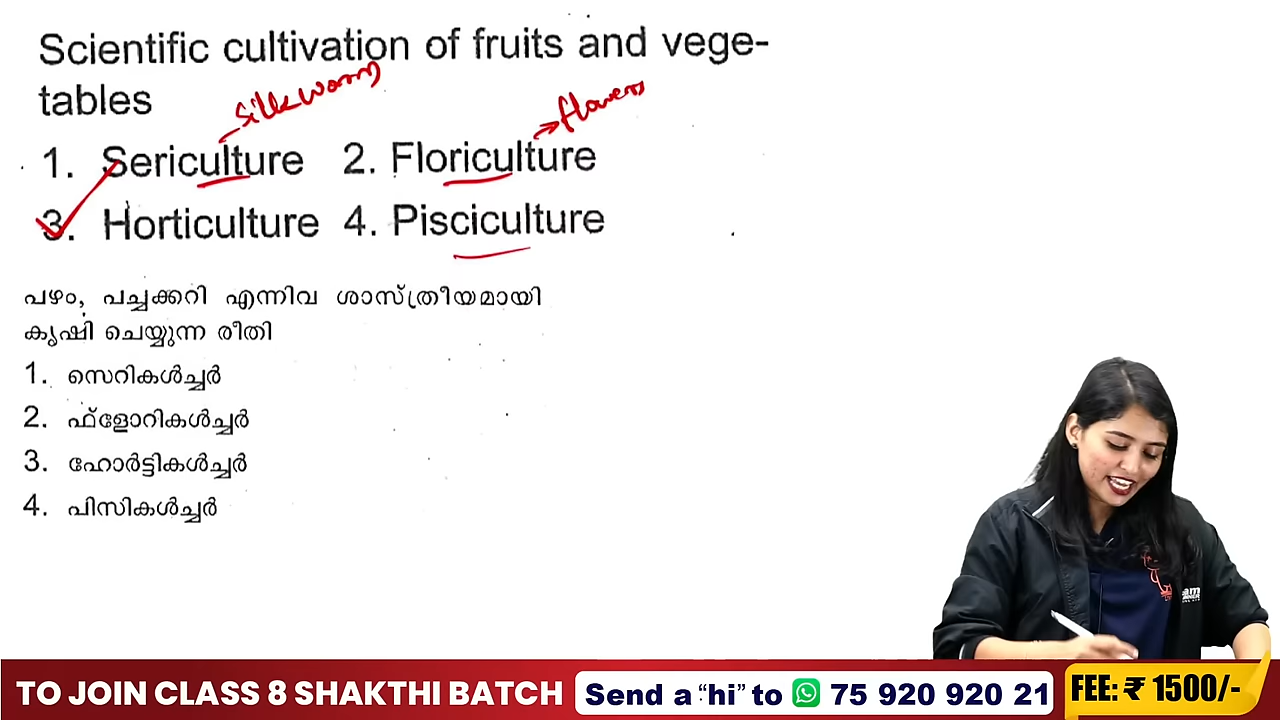 Scientific cultivation of fruits and vege-
tables
silkworm
flowers
1. Sericulture 2. Floriculture
3. Horticulture 4. Pisciculture
പഴം, പച്ചക്കറി എന്നിവ ശാസ്ത്രീയമായി
കൃഷി ചെയ്യുന്ന രീതി
1. സെറികൾച്ചർ
2. ഫ്ളോറികൾച്ചർ
3. ഹോർട്ടികൾച്ചർ
4. പിസികൾച്ചർ
TO JOIN CLASS 8 SHAKTHI BATCH
Send a “hi” to 75 920 920 21
FEE: ₹ 1500/-